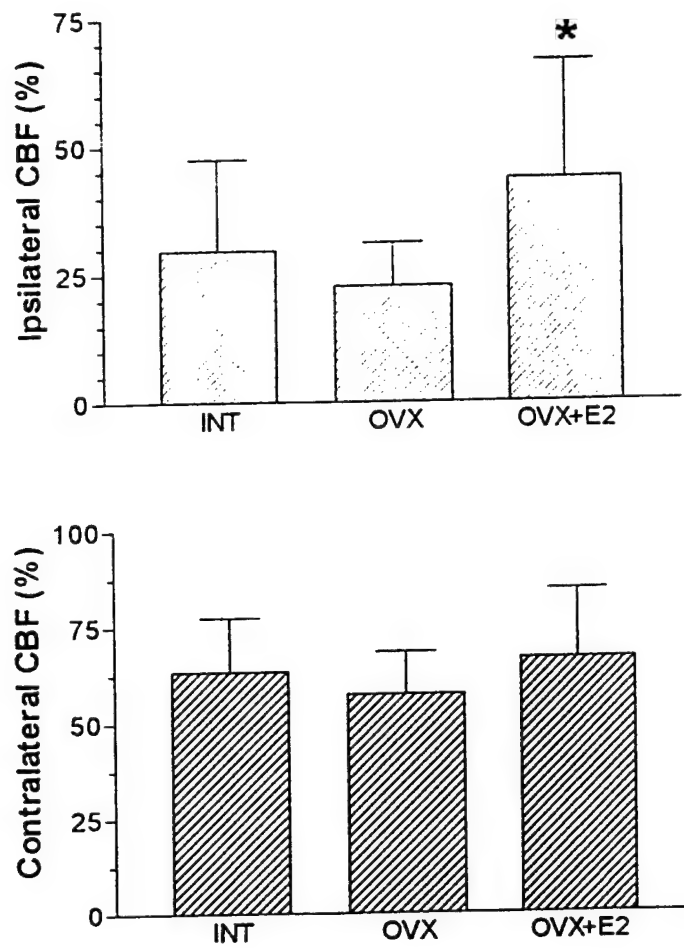 75
*
50
25
0
Ipsilateral CBF (%)
INT OVX OVX+E2
100
75
50
25
0
Contralateral CBF (%)
INT OVX OVX+E2